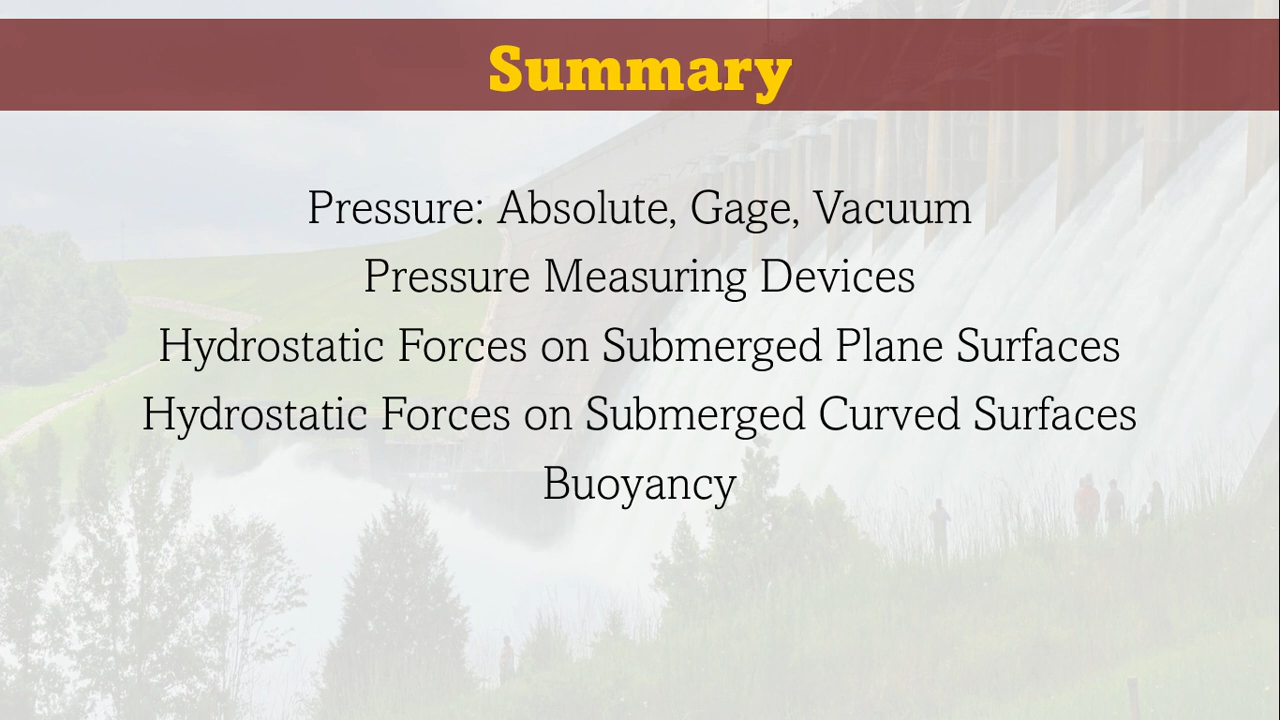 Summary
Pressure: Absolute, Gage, Vacuum
Pressure Measuring Devices
Hydrostatic Forces on Submerged Plane Surfaces
Hydrostatic Forces on Submerged Curved Surfaces
Buoyancy